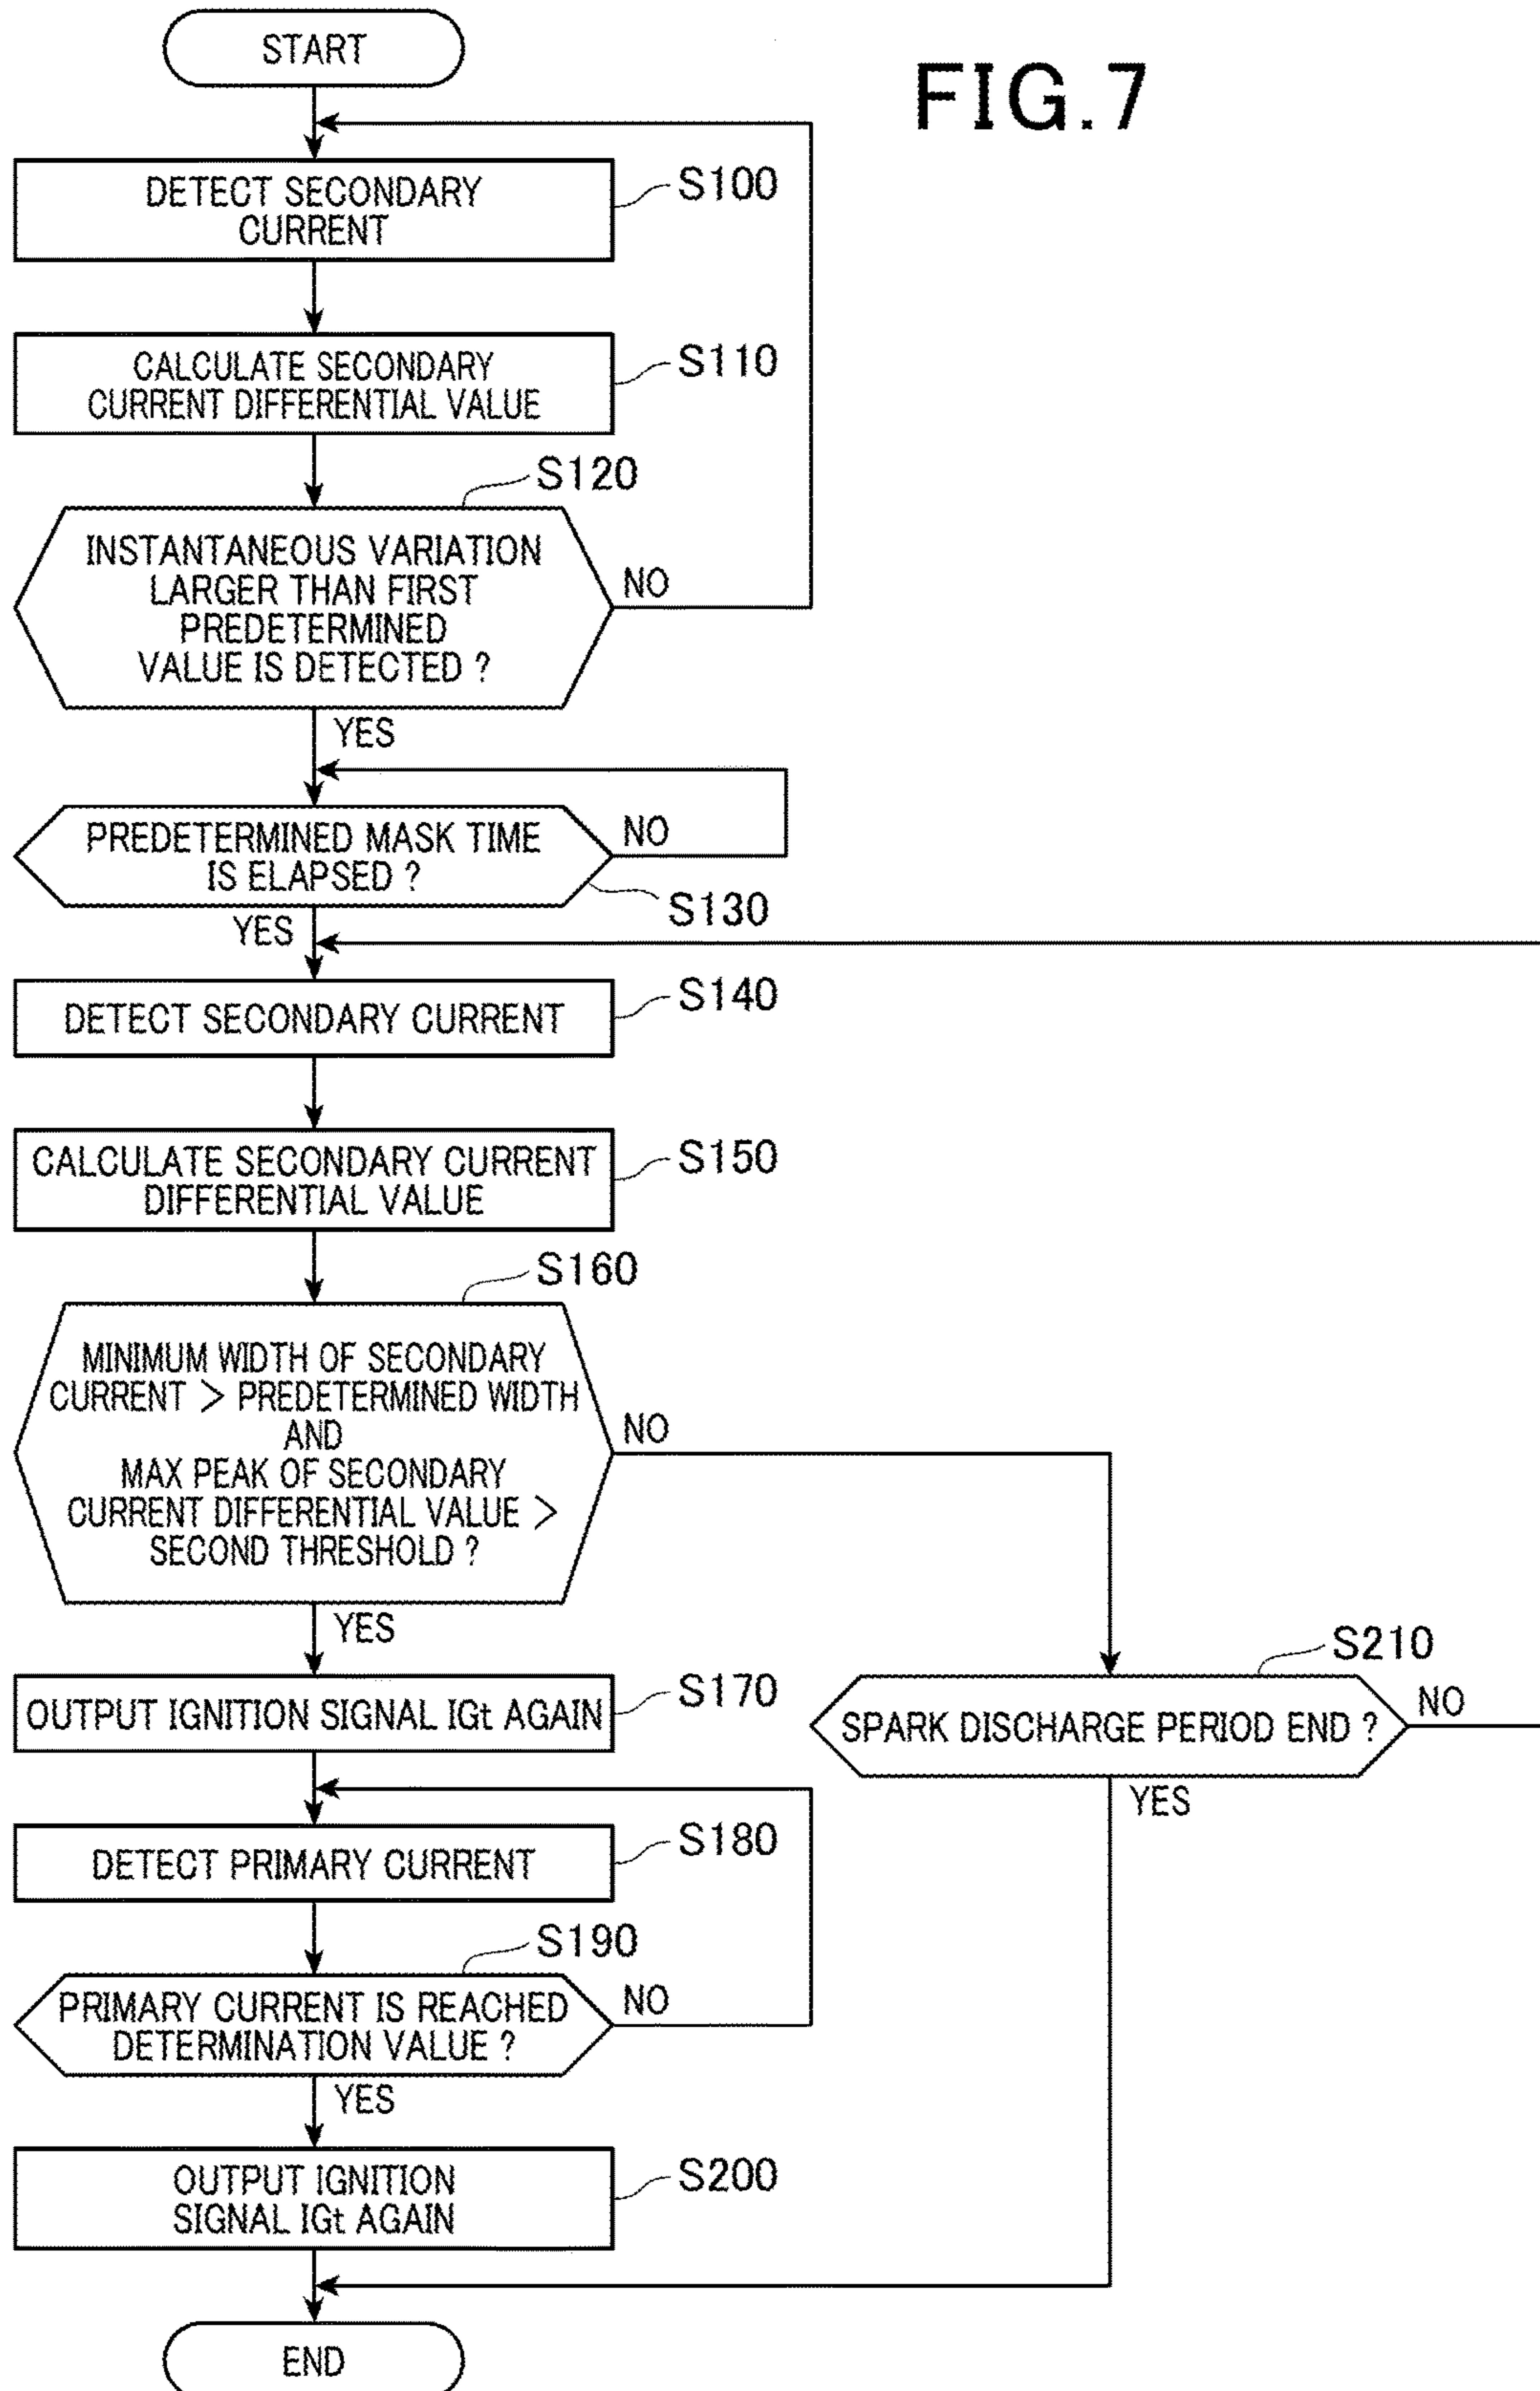 START
FIG.7
DETECT SECONDARY
CURRENT
S100
CALCULATE SECONDARY
CURRENT DIFFERENTIAL VALUE
S110
S120
INSTANTANEOUS VARIATION
LARGER THAN FIRST
PREDETERMINED
VALUE IS DETECTED ?
NO
YES
PREDETERMINED MASK TIME
IS ELAPSED ?
NO
S130
YES
DETECT SECONDARY CURRENT
S140
CALCULATE SECONDARY CURRENT
DIFFERENTIAL VALUE
S150
S160
MINIMUM WIDTH OF SECONDARY
CURRENT > PREDETERMINED WIDTH
AND
MAX PEAK OF SECONDARY
CURRENT DIFFERENTIAL VALUE >
SECOND THRESHOLD ?
NO
YES
OUTPUT IGNITION SIGNAL IGt AGAIN
S170
S210
SPARK DISCHARGE PERIOD END ?
NO
YES
DETECT PRIMARY CURRENT
S180
S190
PRIMARY CURRENT IS REACHED
DETERMINATION VALUE ?
NO
YES
OUTPUT IGNITION
SIGNAL IGt AGAIN
S200
END